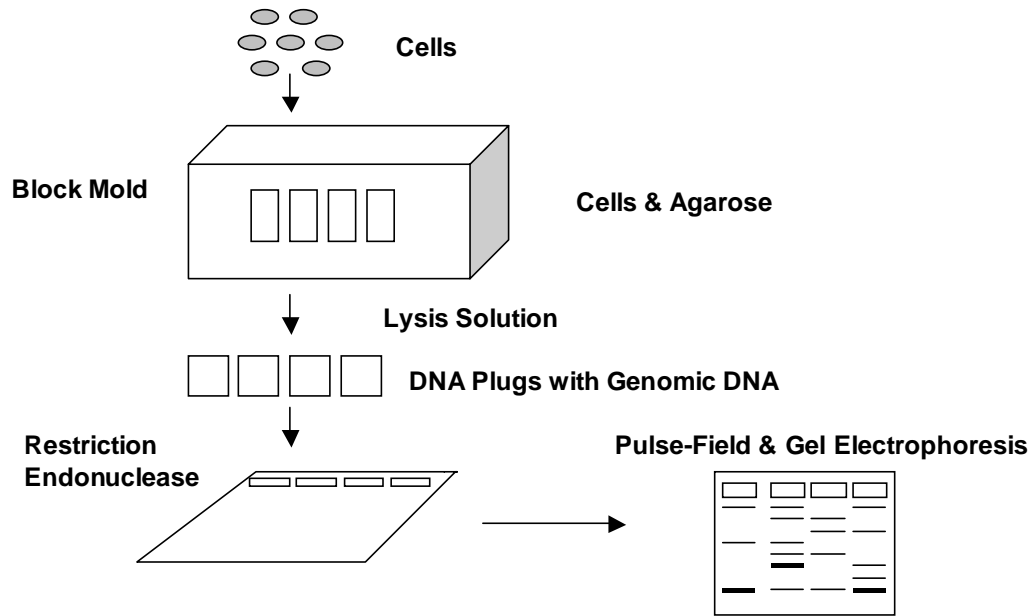 Cells
Block Mold
Cells & Agarose
Lysis Solution
DNA Plugs with Genomic DNA
Restriction
Endonuclease
Pulse-Field & Gel Electrophoresis